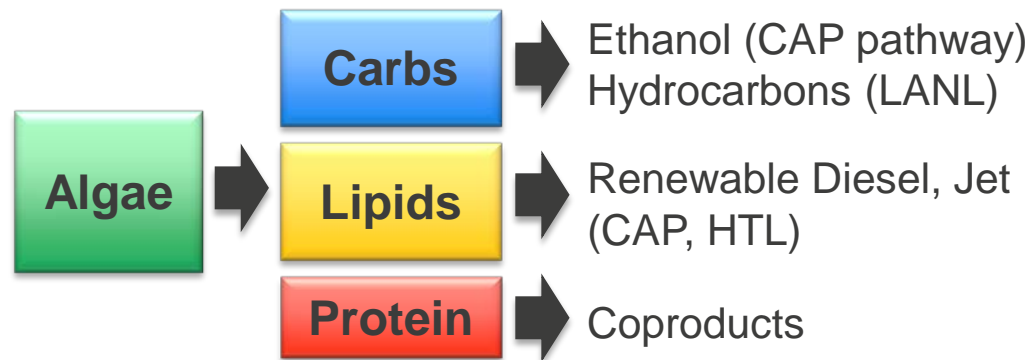 Algae
Carbs
Ethanol (CAP pathway)
Hydrocarbons (LANL)
Lipids
Renewable Diesel, Jet
(CAP, HTL)
Protein
Coproducts